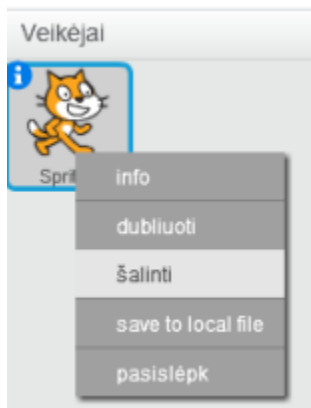 Veikėjai
i
info
dubliuoti
šalinti
save to local file
pasislėpk